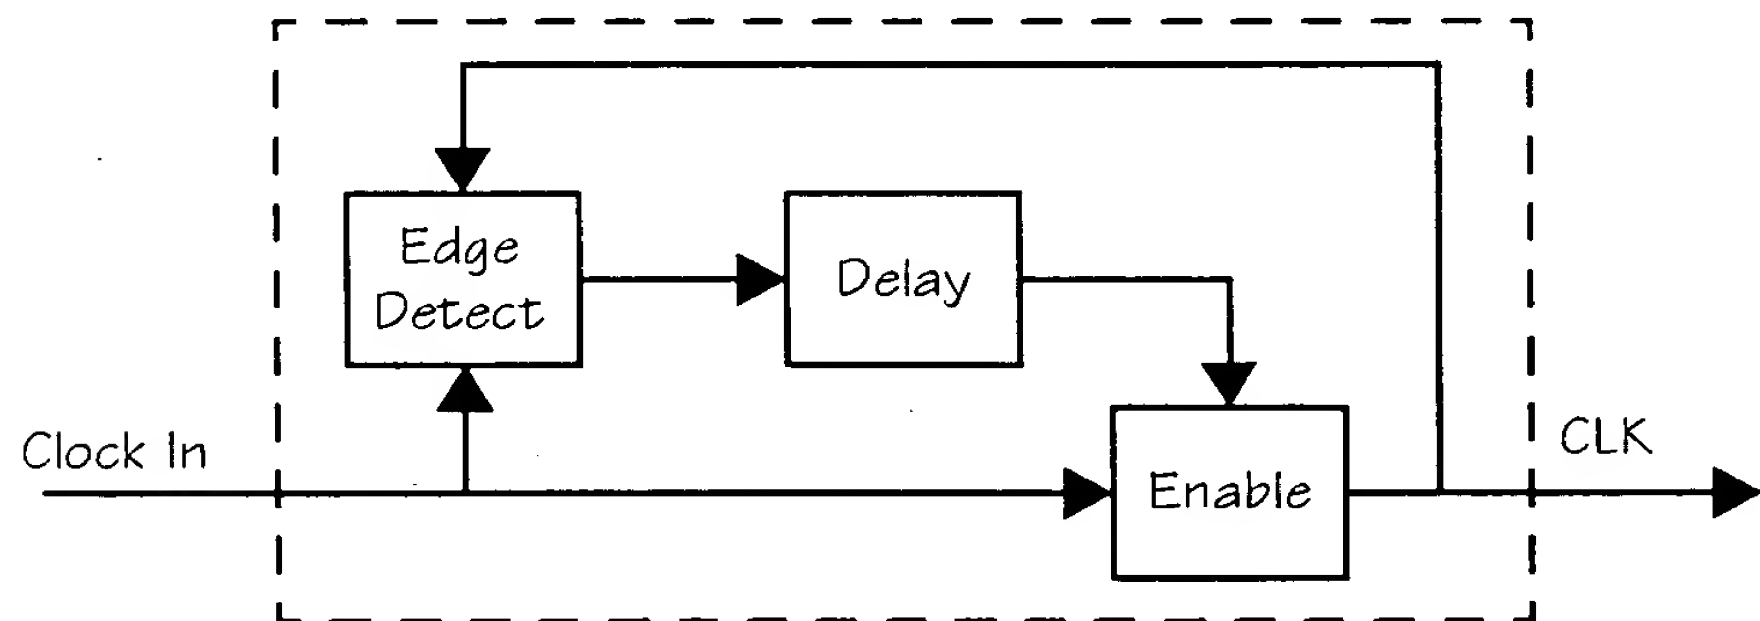 Edge
Detect
Delay
Clock In
CLK
Enable